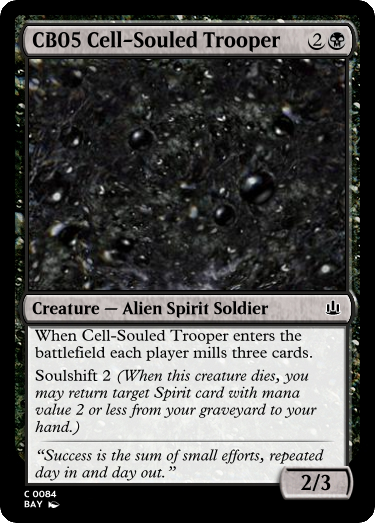 CB05 Cell-Souled Trooper 2
Creature — Alien Spirit Soldier
When Cell-Souled Trooper enters the
battlefield each player mills three cards.
Soulshift 2 (When this creature dies, you
may return target Spirit card with mana
value 2 or less from your graveyard to your
hand.)
“Success is the sum of small efforts, repeated
day in and day out.”
2/3
C 0084
BAY